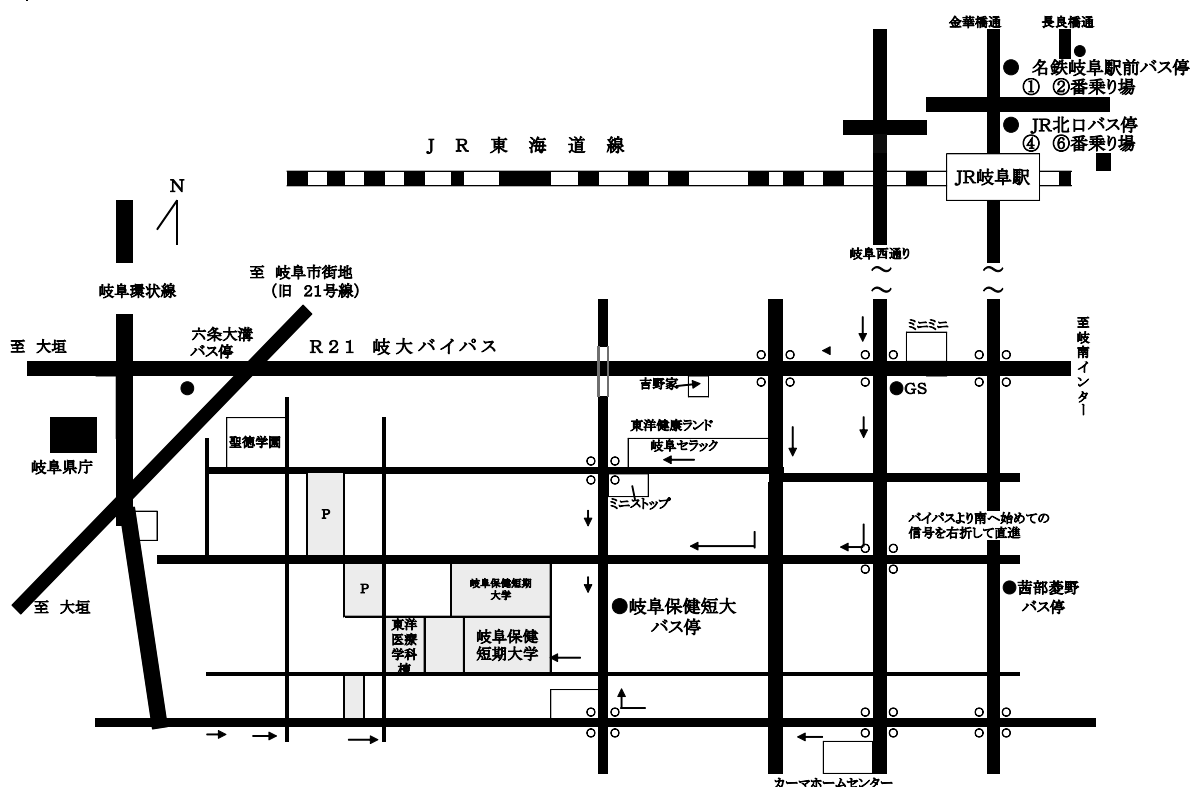 金華橋通
長良橋通
名鉄岐阜駅前バス停
① ②番乗り場
JR北口バス停
④ ⑥番乗り場
JR東海道線
JR岐阜駅
N
岐阜西通り
至 岐阜市街地
(旧 21号線)
岐阜環状線
六条大溝
バス停
至 大垣
R21 岐大バイパス
ミニミニ
至岐南インター
吉野家
GS
東洋健康ランド
岐阜セラック
聖徳学園
岐阜県庁
ミニストップ
P
バイパスより南へ始めての
信号を右折して直進
P
岐阜保健短期
大学
至 大垣
岐阜保健短大
バス停
茜部菱野
バス停
東洋
医療
学科
棟
岐阜保健
短期大学
カーマホームセンター